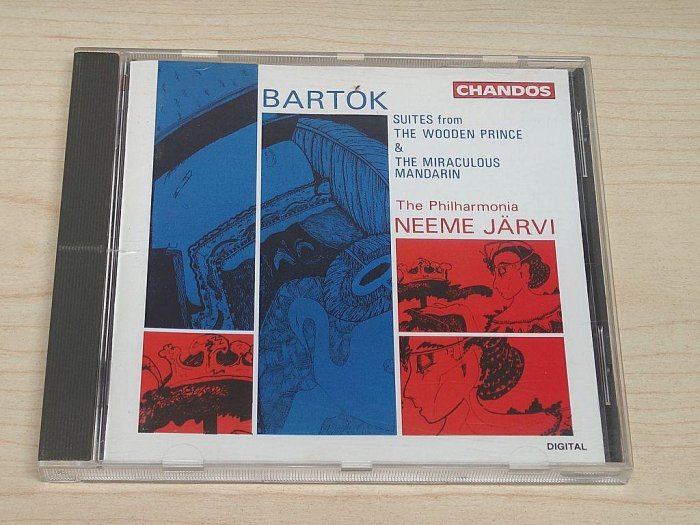 BARTÓK
CHANDOS
SUITES from
THE WOODEN PRINCE
&
THE MIRACULOUS
MANDARIN
The Philharmonia
NEEME JÄRVI
DIGITAL